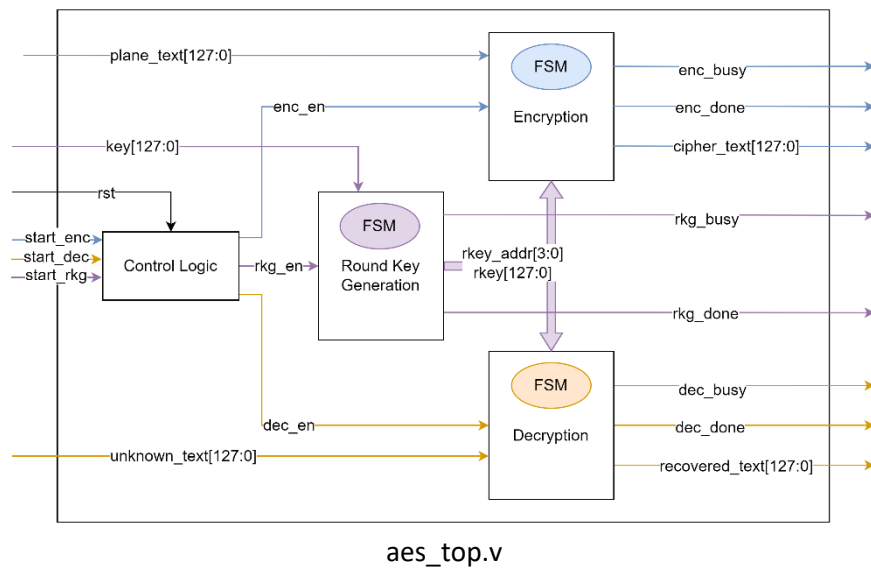 plane_text[127:0]
FSM
Encryption
enc_busy
enc_done
cipher_text[127:0]
enc_en
key[127:0]
rst
start_enc
start_dec
start_rkg
Control Logic
rkg_en
FSM
Round Key
Generation
rkey_addr[3:0]
rkey[127:0]
rkg_busy
rkg_done
FSM
Decryption
dec_busy
dec_done
recovered_text[127:0]
dec_en
unknown_text[127:0]
aes_top.v